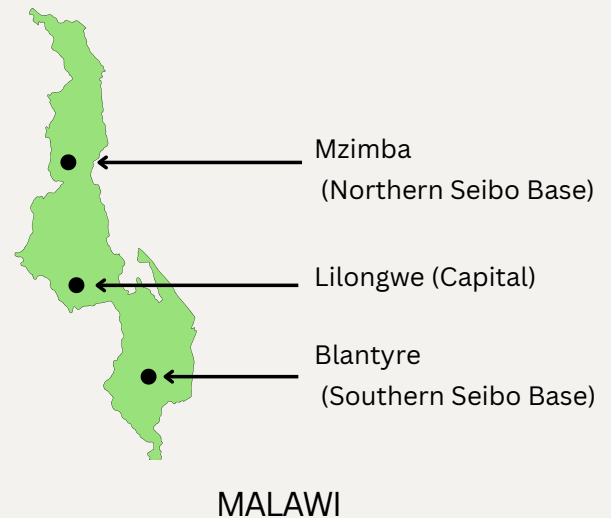 Mzimba
(Northern Seibo Base)
Lilongwe (Capital)
Blantyre
(Southern Seibo Base)
MALAWI